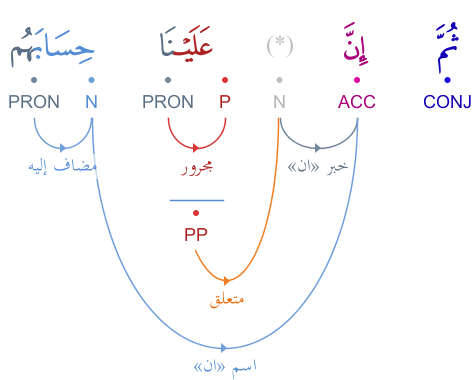 ثُمَّ إِنَّ (*) عَلَيْنَا حِسَابَهُم
CONJ ACC N P PRON N PRON
خبر «ان» مجرور مضاف إليه
PP
متعلق
اسم «ان»